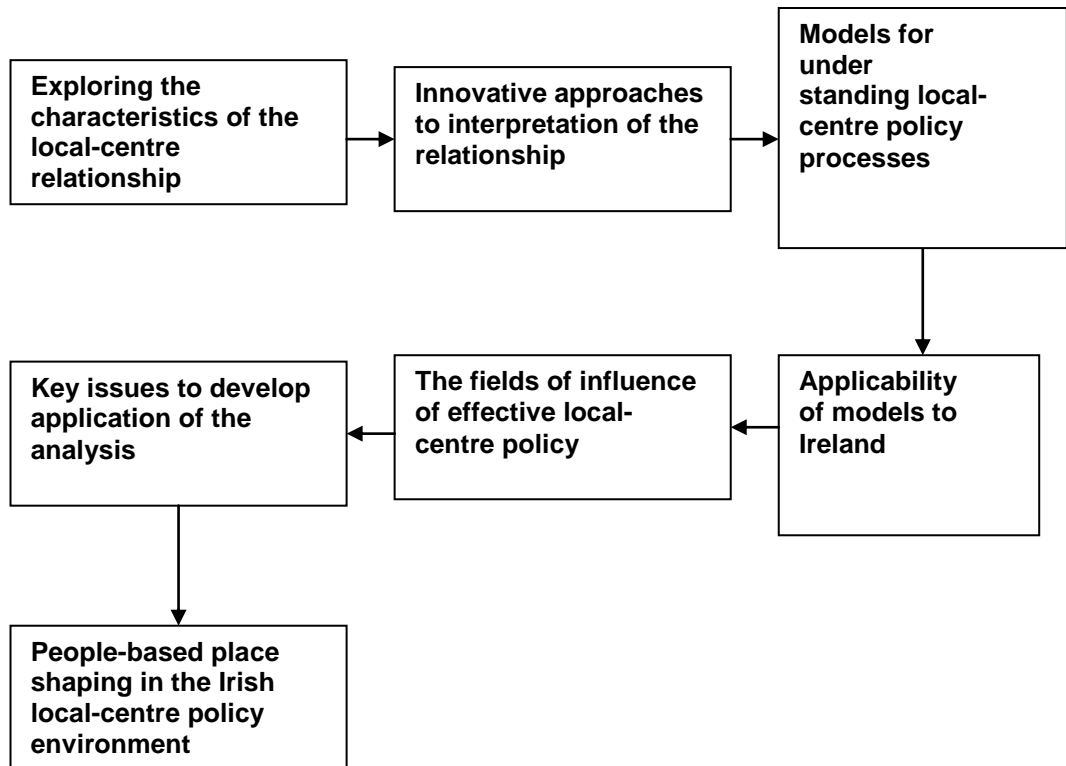 Exploring the
characteristics of the
local-centre
relationship
Innovative approaches
to interpretation of the
relationship
Models for
under
standing local-
centre policy
processes
Applicability
of models to
Ireland
The fields of influence
of effective local-
centre policy
Key issues to develop
application of the
analysis
People-based place
shaping in the Irish
local-centre policy
environment